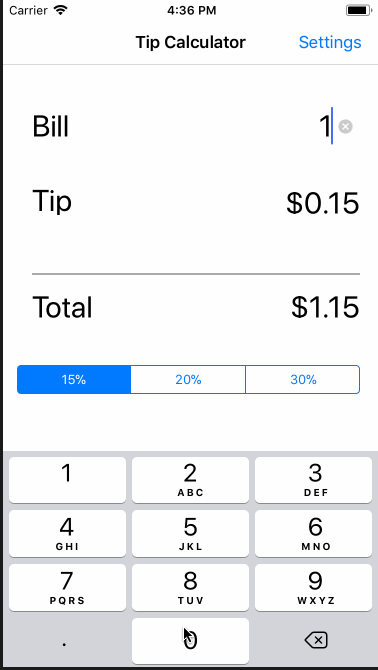 Carrier 4:36 PM
Tip Calculator Settings
Bill 1
Tip $0.15
Total $1.15
15% 20% 30%
1 2 3
ABC DEF
4 5 6
GHI JKL MNO
7 8 9
PQRS TUV WXYZ
. 0